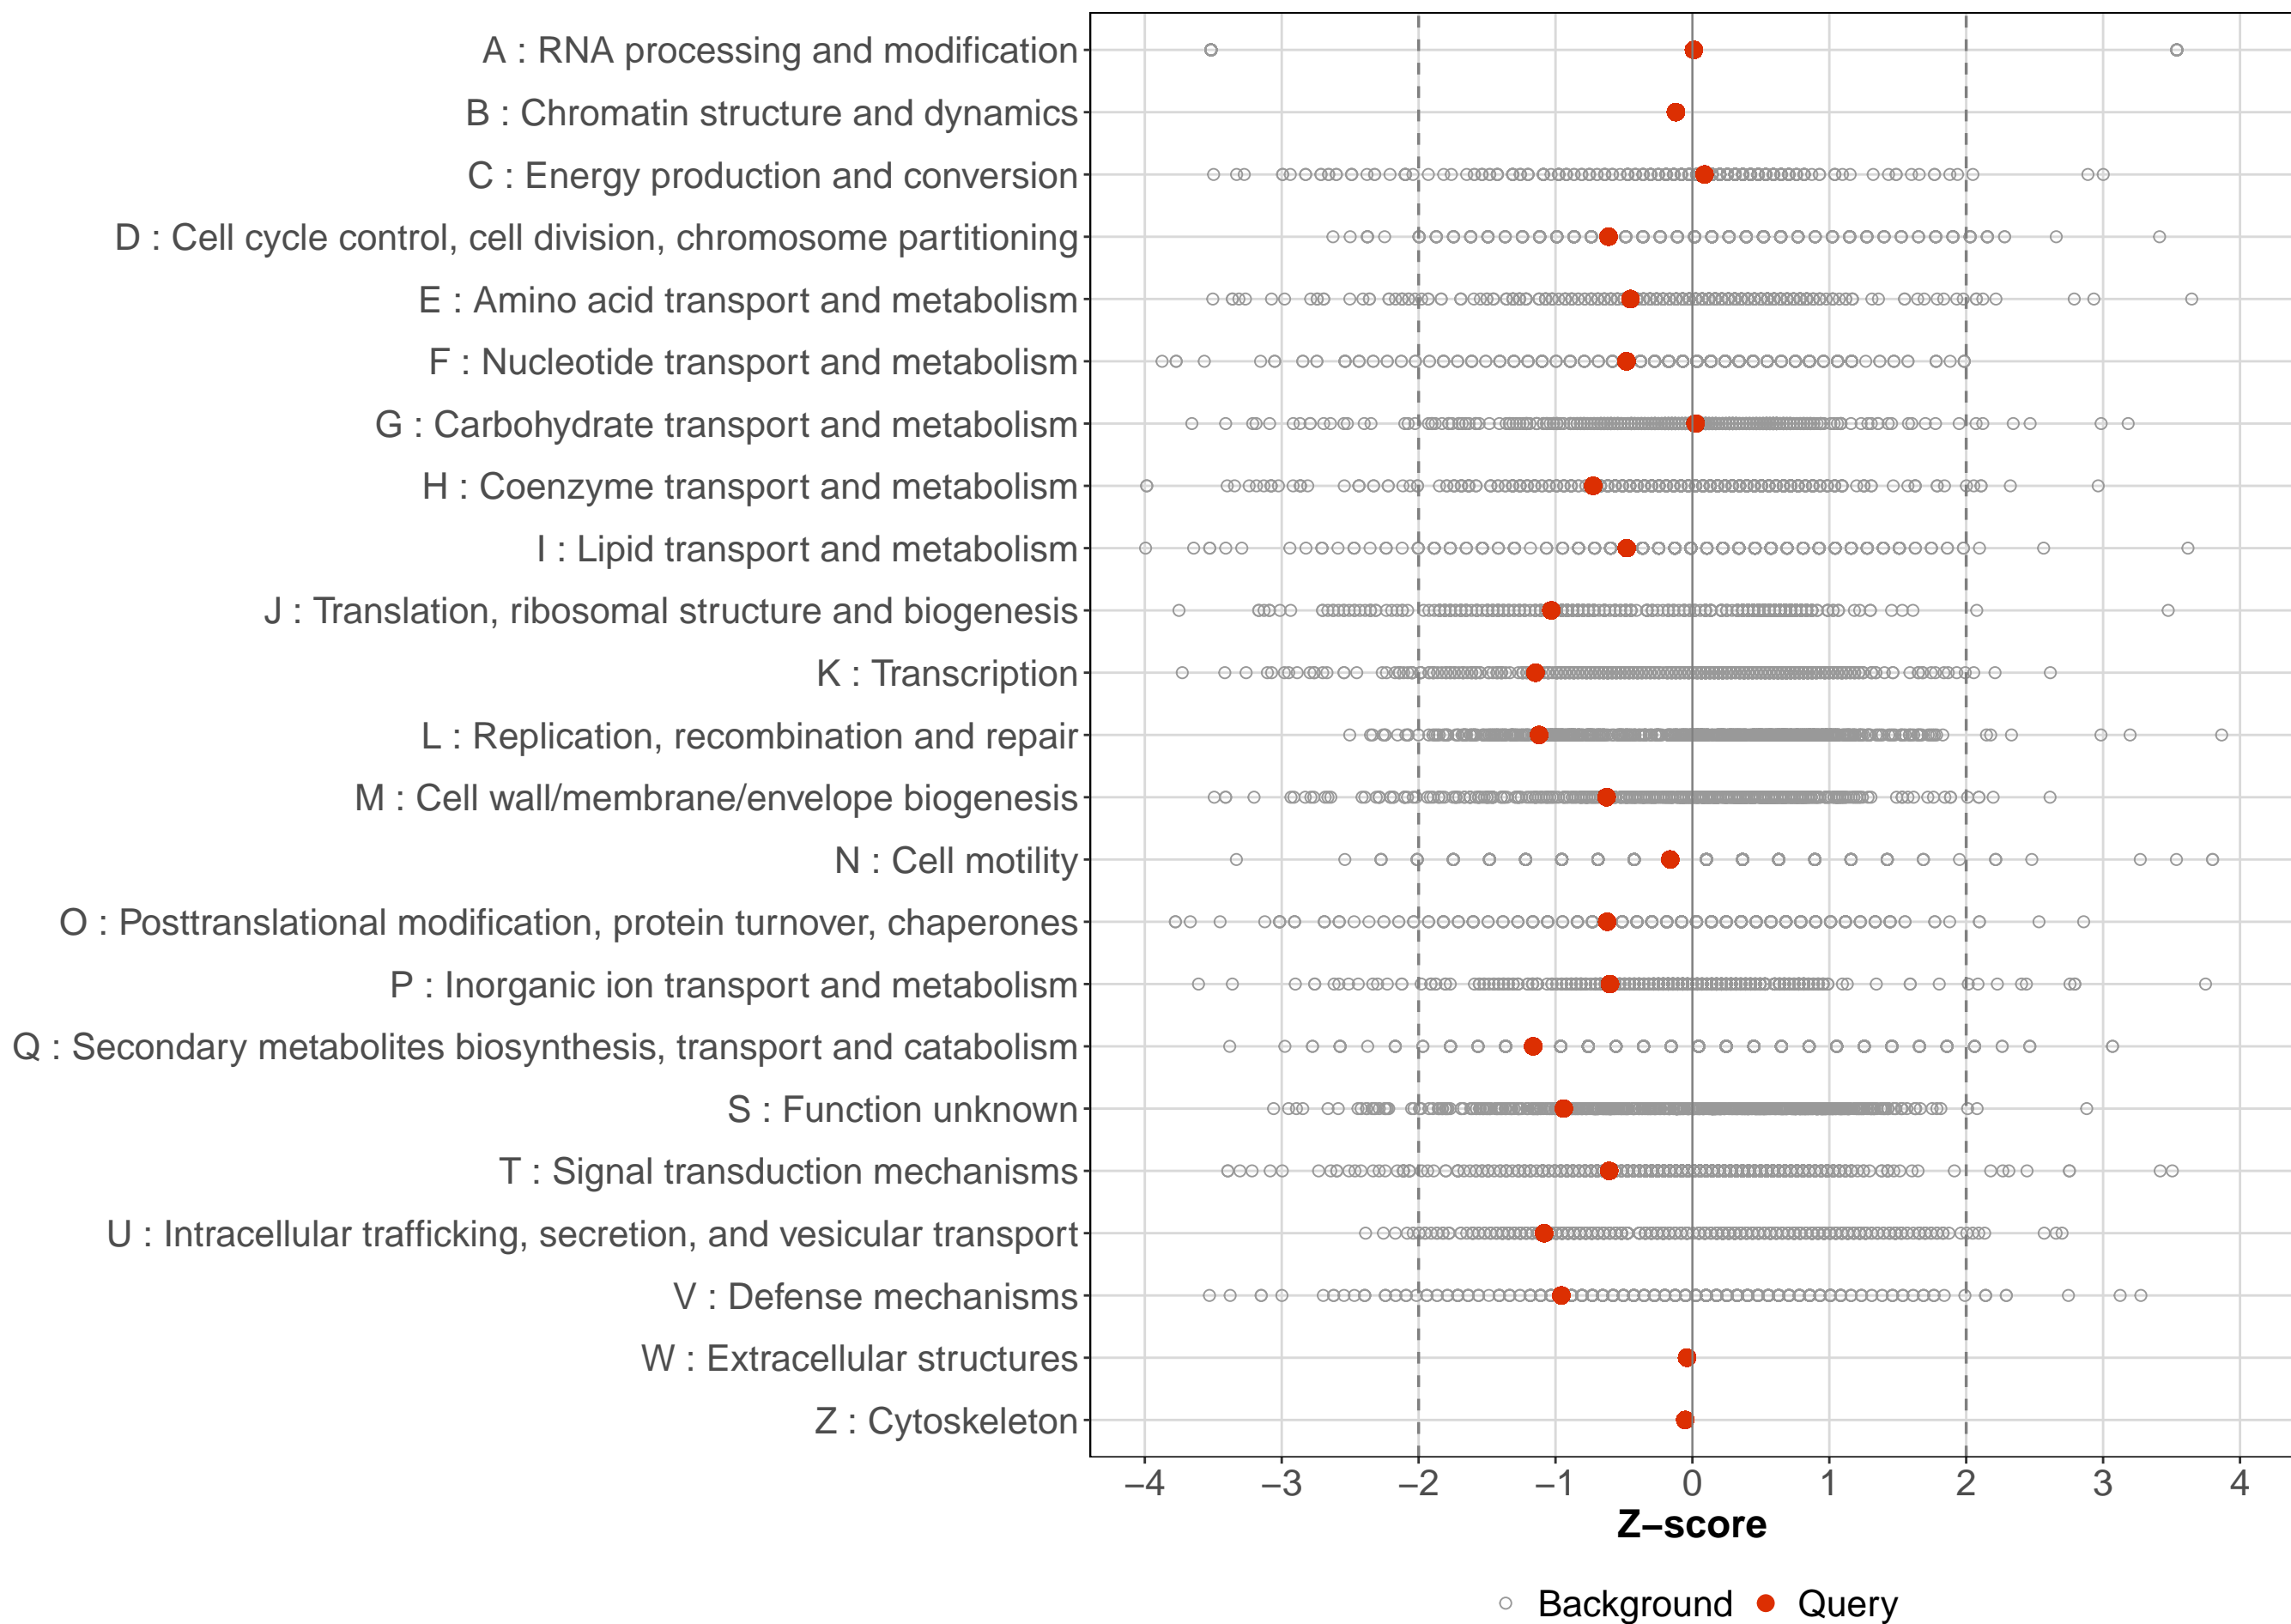 A : RNA processing and modification
B : Chromatin structure and dynamics
C : Energy production and conversion
D : Cell cycle control, cell division, chromosome partitioning
E : Amino acid transport and metabolism
F : Nucleotide transport and metabolism
G : Carbohydrate transport and metabolism
H : Coenzyme transport and metabolism
I : Lipid transport and metabolism
J : Translation, ribosomal structure and biogenesis
K : Transcription
L : Replication, recombination and repair
M : Cell wall/membrane/envelope biogenesis
N : Cell motility
O : Posttranslational modification, protein turnover, chaperones
P : Inorganic ion transport and metabolism
Q : Secondary metabolites biosynthesis, transport and catabolism
S : Function unknown
T : Signal transduction mechanisms
U : Intracellular trafficking, secretion, and vesicular transport
V : Defense mechanisms
W : Extracellular structures
Z : Cytoskeleton
−4 −3 −2 −1 0 1 2 3 4
Z−score
Background Query